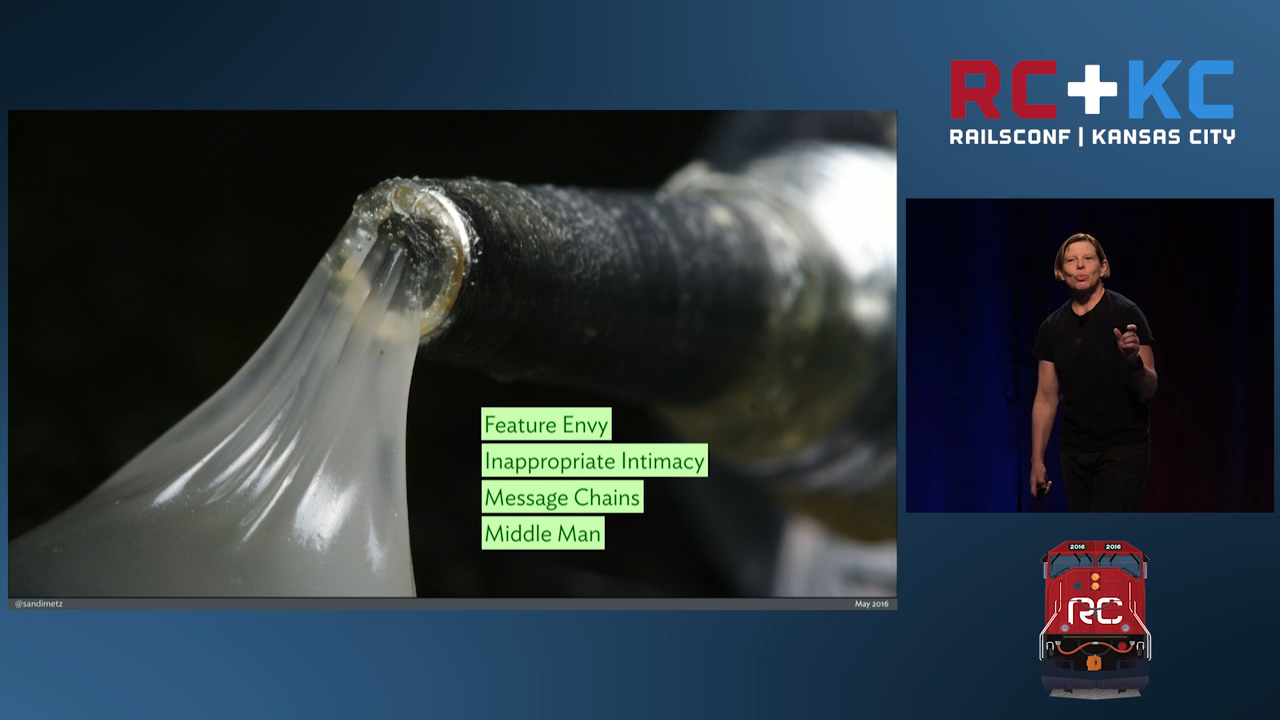 RC+KC
RAILSCONF | KANSAS CITY
Feature Envy
Inappropriate Intimacy
Message Chains
Middle Man
@sandimetz
May 2016
2016 2016
RC